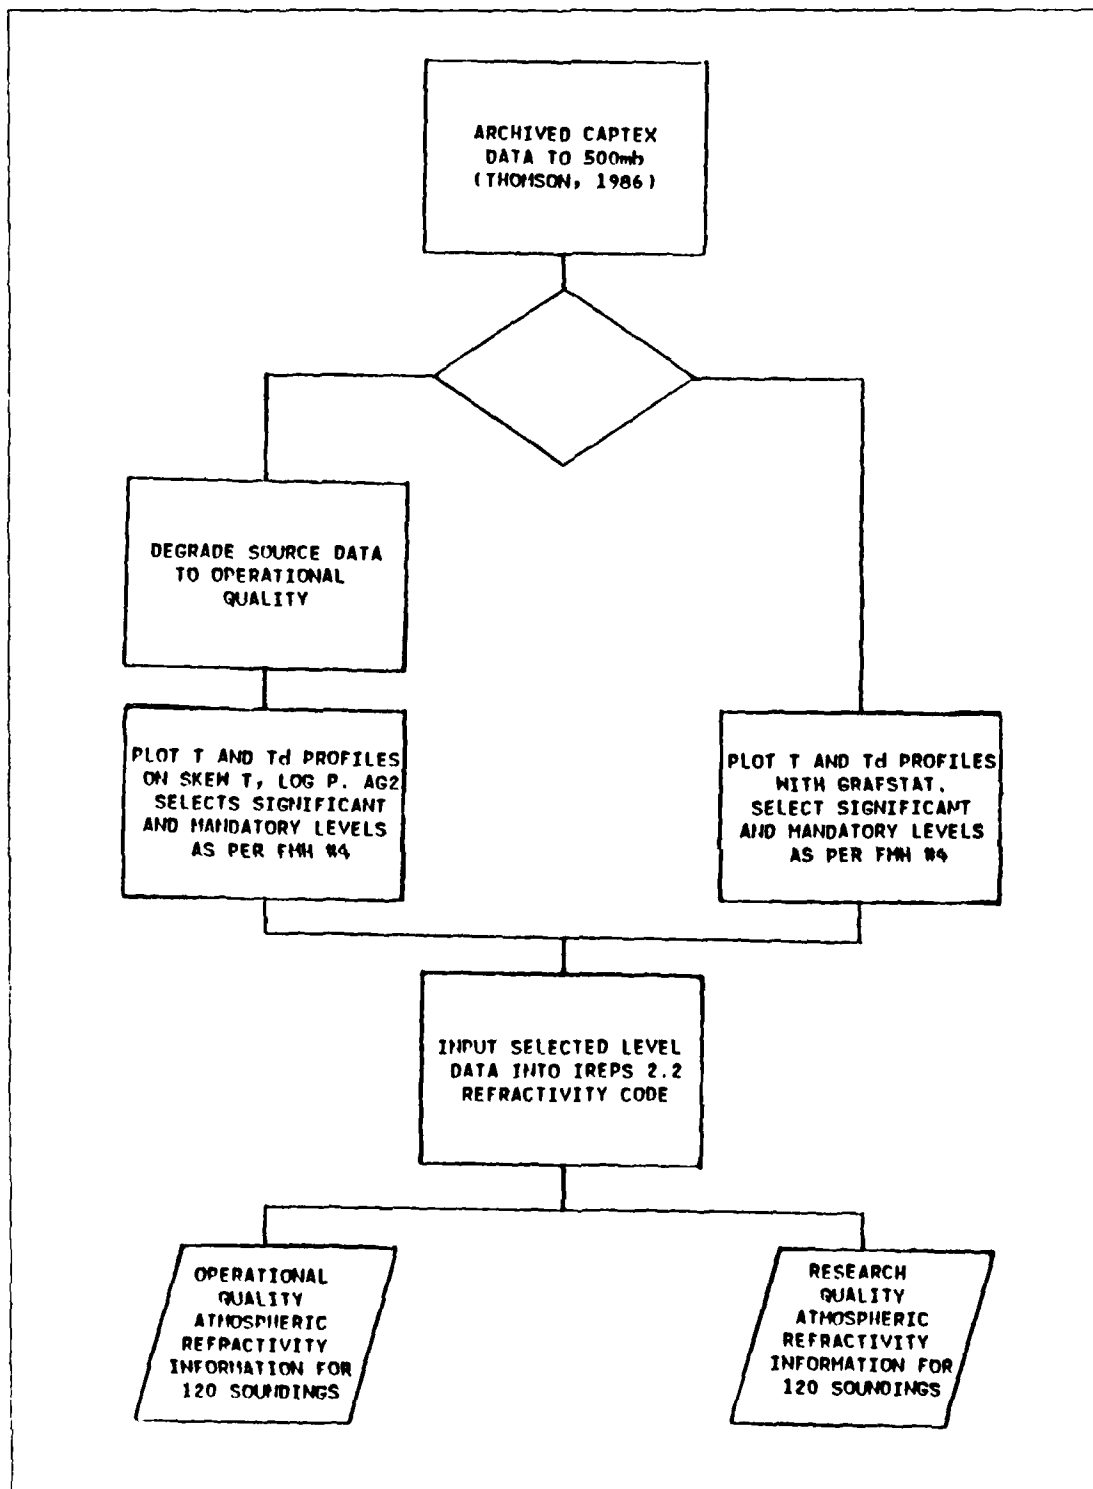 ARCHIVED CAPTEX
DATA TO 500mb
(THOMSON, 1986)
DEGRADE SOURCE DATA
TO OPERATIONAL
QUALITY
PLOT T AND Td PROFILES
ON SKEW T, LOG P. AG2
SELECTS SIGNIFICANT
AND MANDATORY LEVELS
AS PER FMH #4
PLOT T AND Td PROFILES
WITH GRAFSTAT.
SELECT SIGNIFICANT
AND MANDATORY LEVELS
AS PER FMH #4
INPUT SELECTED LEVEL
DATA INTO IREPS 2.2
REFRACTIVITY CODE
OPERATIONAL
QUALITY
ATMOSPHERIC
REFRACTIVITY
INFORMATION FOR
120 SOUNDINGS
RESEARCH
QUALITY
ATMOSPHERIC
REFRACTIVITY
INFORMATION FOR
120 SOUNDINGS